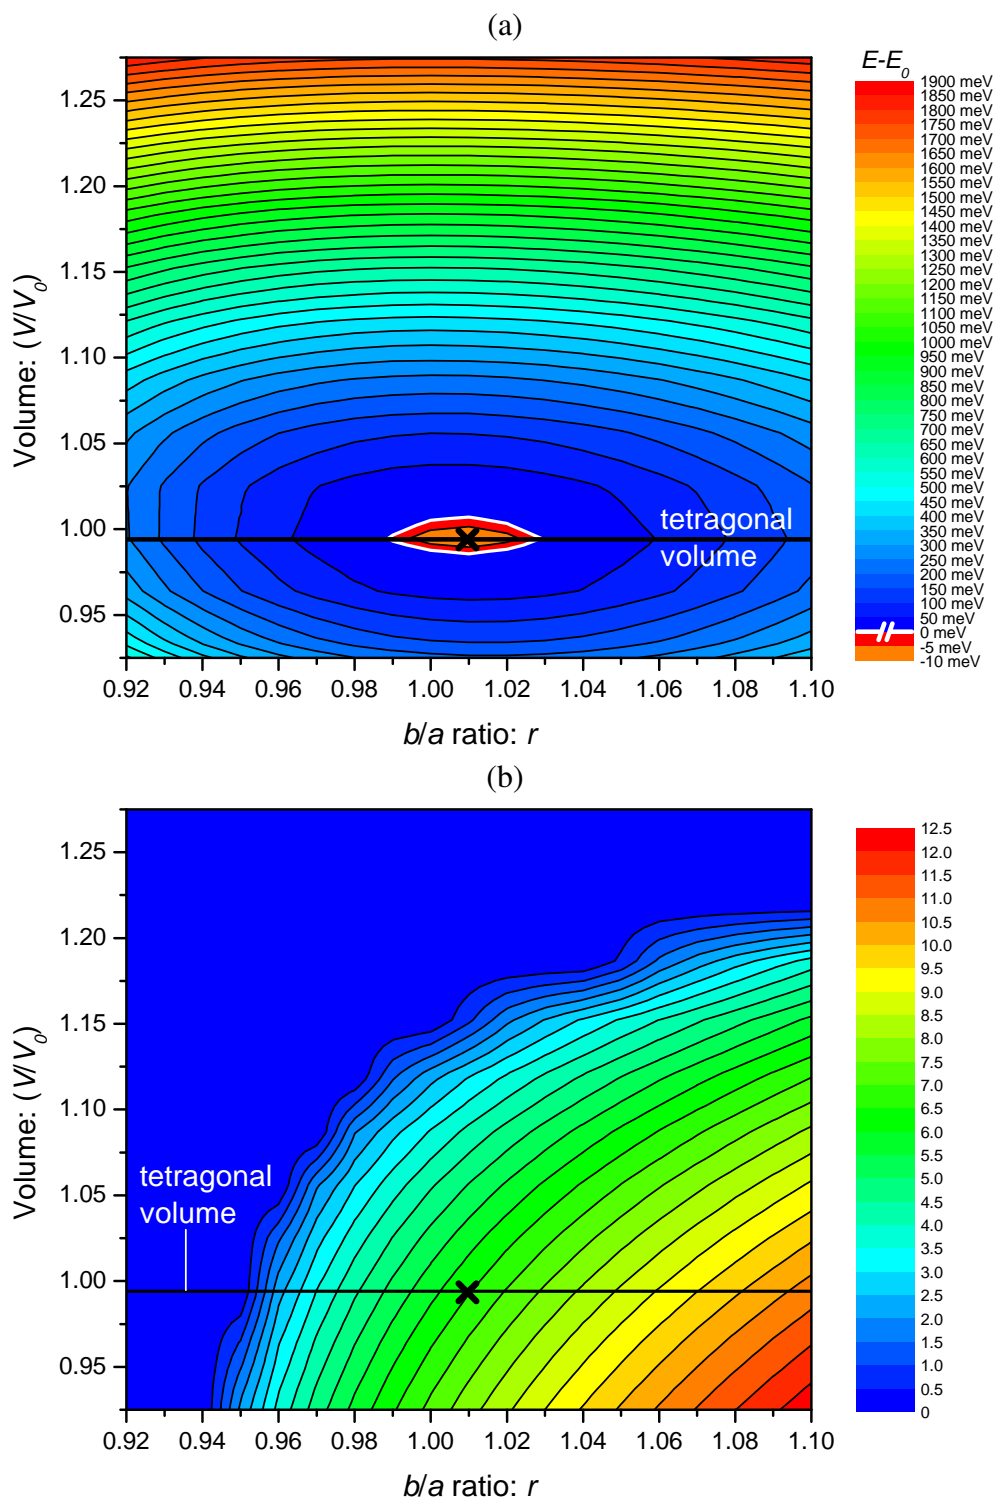 (a)
E-E0
1900 meV
1850 meV
1800 meV
1750 meV
1700 meV
1650 meV
1600 meV
1550 meV
1500 meV
1450 meV
1400 meV
1350 meV
1300 meV
1250 meV
1200 meV
1150 meV
1100 meV
1050 meV
1000 meV
950 meV
900 meV
850 meV
800 meV
750 meV
700 meV
650 meV
600 meV
550 meV
500 meV
450 meV
400 meV
350 meV
300 meV
250 meV
200 meV
150 meV
100 meV
50 meV
0 meV
-5 meV
-10 meV
Volume: (V/V0)
1.25
1.20
1.15
1.10
1.05
1.00
0.95
tetragonal
volume
0.92 0.94 0.96 0.98 1.00 1.02 1.04 1.06 1.08 1.10
b/a ratio: r
(b)
Volume: (V/V0)
1.25
1.20
1.15
1.10
1.05
1.00
0.95
tetragonal
volume
12.5
12.0
11.5
10.5
10.0
9.5
9.0
8.5
8.0
7.5
7.0
6.5
6.0
5.5
5.0
4.5
4.0
3.5
3.0
2.5
2.0
1.5
1.0
0.5
0
0.92 0.94 0.96 0.98 1.00 1.02 1.04 1.06 1.08 1.10
b/a ratio: r